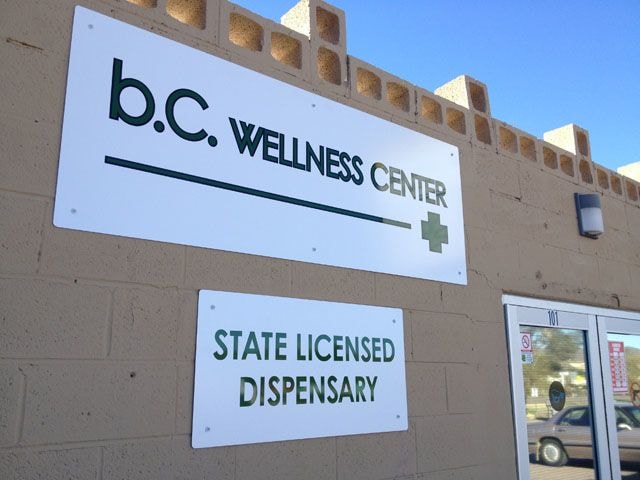 b.c. WELLNESS CENTER
STATE LICENSED
DISPENSARY
101